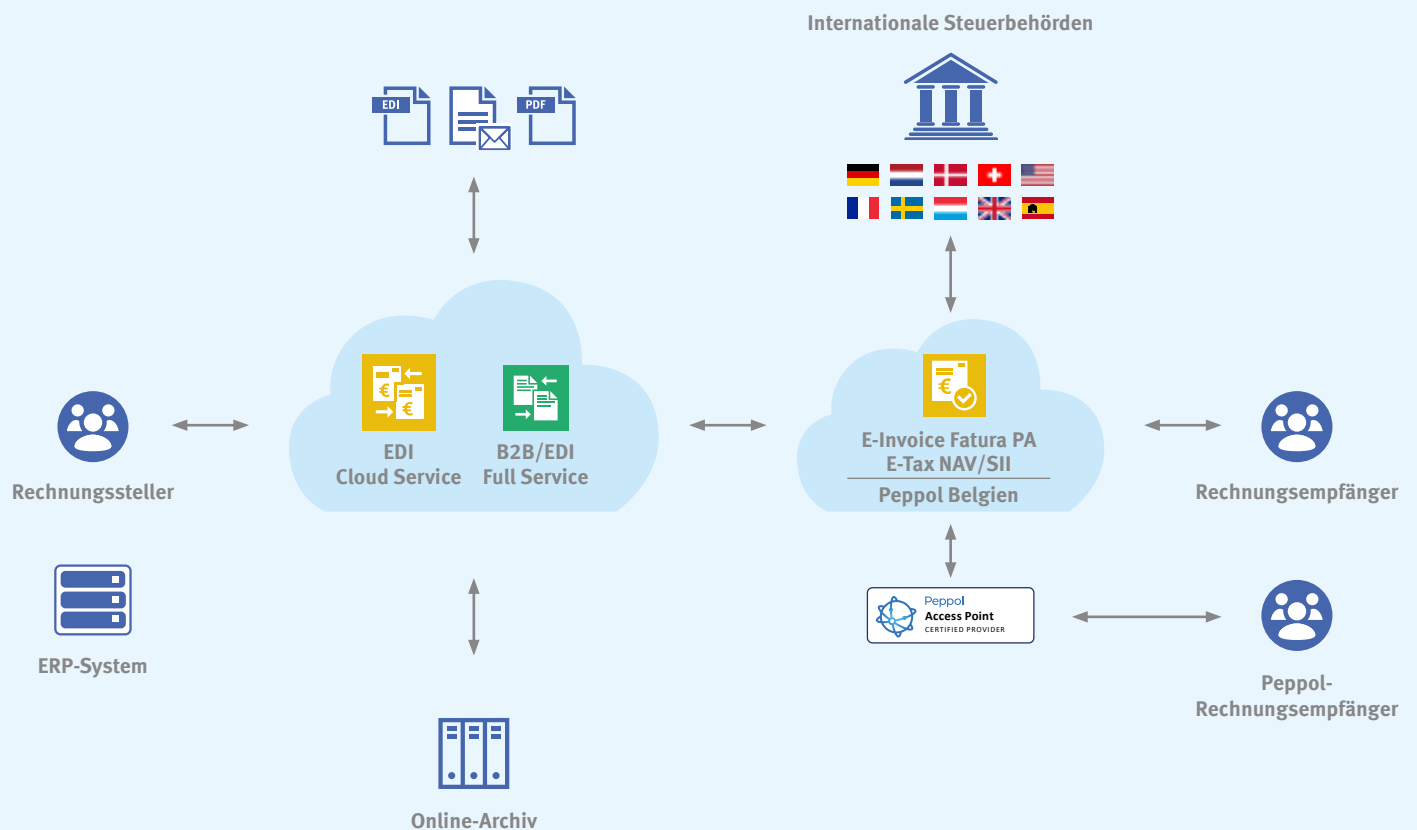 Internationale Steuerbehörden
EDI
PDF
EDI
Cloud Service
B2B/EDI
Full Service
E-Invoice Fatura PA
E-Tax NAV/SII
Peppol Belgien
Rechnungssteller
Rechnungsempfänger
Peppol
Access Point
CERTIFIED PROVIDER
ERP-System
Peppol-
Rechnungsempfänger
Online-Archiv